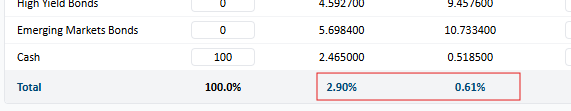 High Yield Bonds 0 4.592700 9.457600
Emerging Markets Bonds 0 5.698400 10.733400
Cash 100 2.465000 0.518500
Total 100.0% 2.90% 0.61%